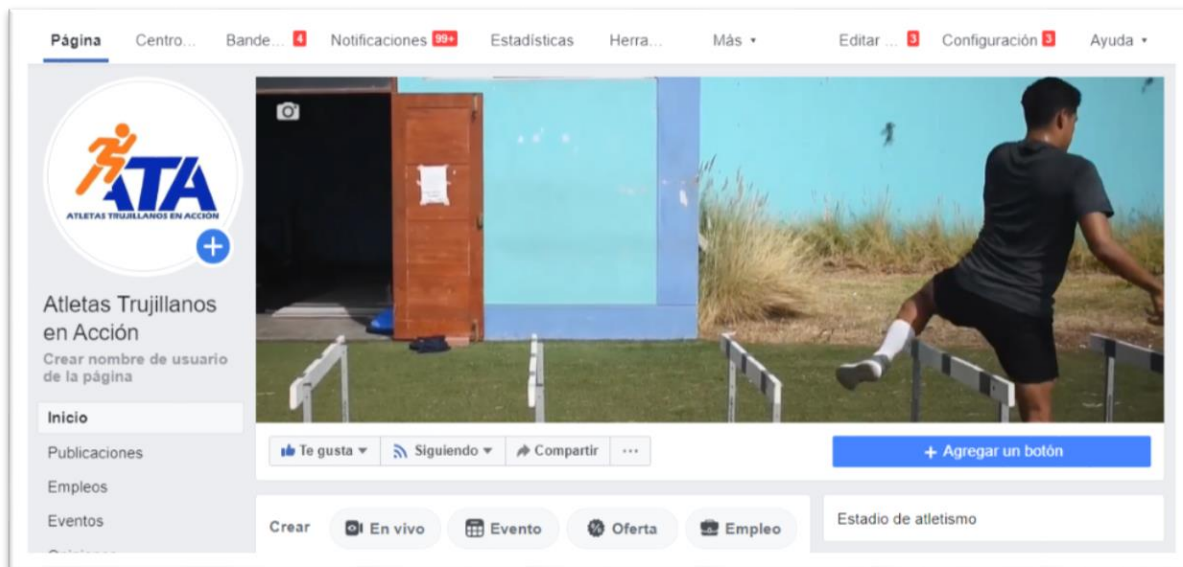 Página Centro... Bande... 4 Notificaciones 99+ Estadísticas Herra... Más Editar ... 3 Configuración 3 Ayuda
ATA
ATLETAS TRUJILLANOS EN ACCIÓN
Atletas Trujillanos
en Acción
Crear nombre de usuario
de la página
Inicio
Publicaciones
Empleos
Eventos
Te gusta Siguiendo Compartir ...
+ Agregar un botón
Crear En vivo Evento Oferta Empleo
Estadio de atletismo